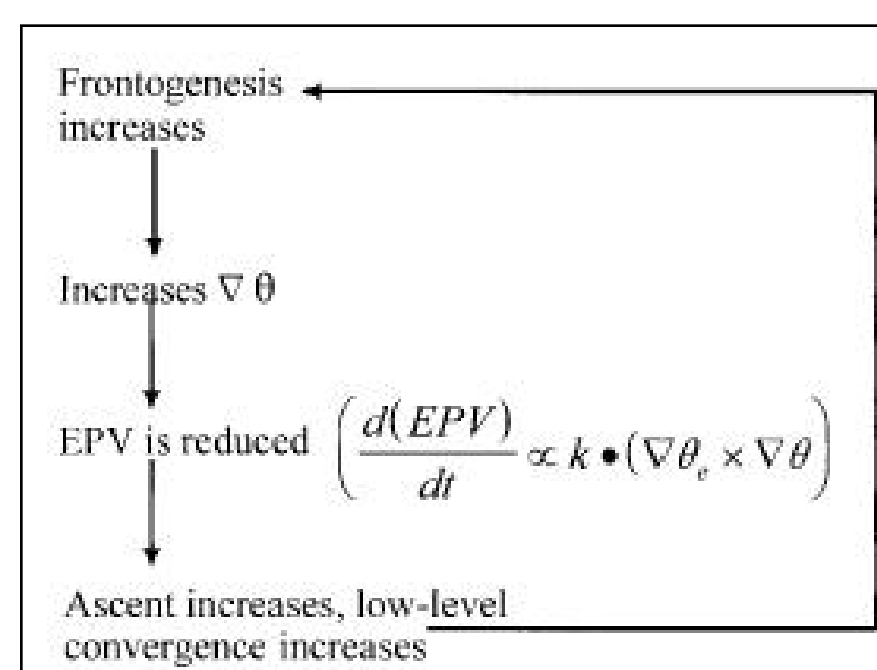 Frontogenesis
increases
Increases ∇ θ
EPV is reduced ( d(EPV)/dt ∝ k •(∇θₑ × ∇θ )
Ascent increases, low-level
convergence increases